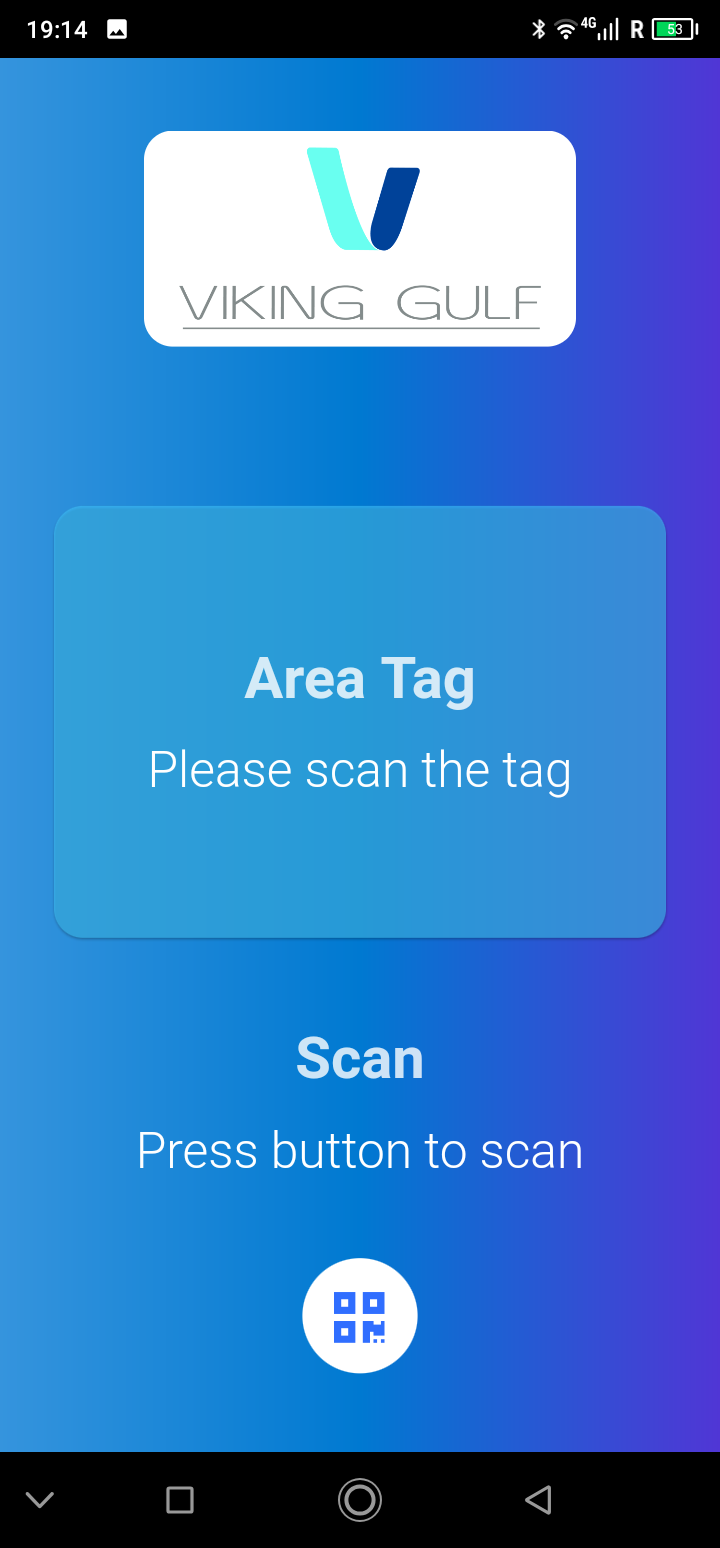 19:14
4G R 53
VIKING GULF
Area Tag
Please scan the tag
Scan
Press button to scan